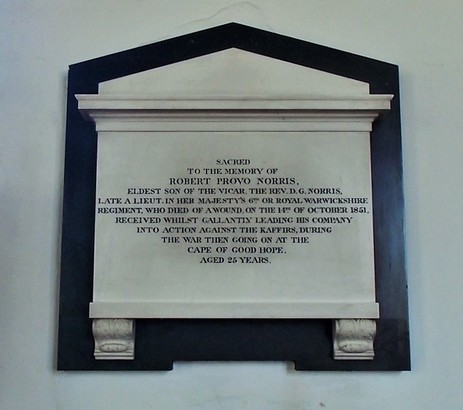 SACRED
TO THE MEMORY OF
ROBERT PROVO NORRIS,
ELDEST SON OF THE VICAR, THE REV. D. G. NORRIS,
LATE A LIEUT. IN HER MAJESTY'S 6TH OR ROYAL WARWICKSHIRE
REGIMENT, WHO DIED OF A WOUND, ON THE 14TH OF OCTOBER 1851,
RECEIVED WHILST GALLANTLY LEADING HIS COMPANY
INTO ACTION AGAINST THE KAFFIRS, DURING
THE WAR THEN GOING ON AT THE
CAPE OF GOOD HOPE,
AGED 25 YEARS.